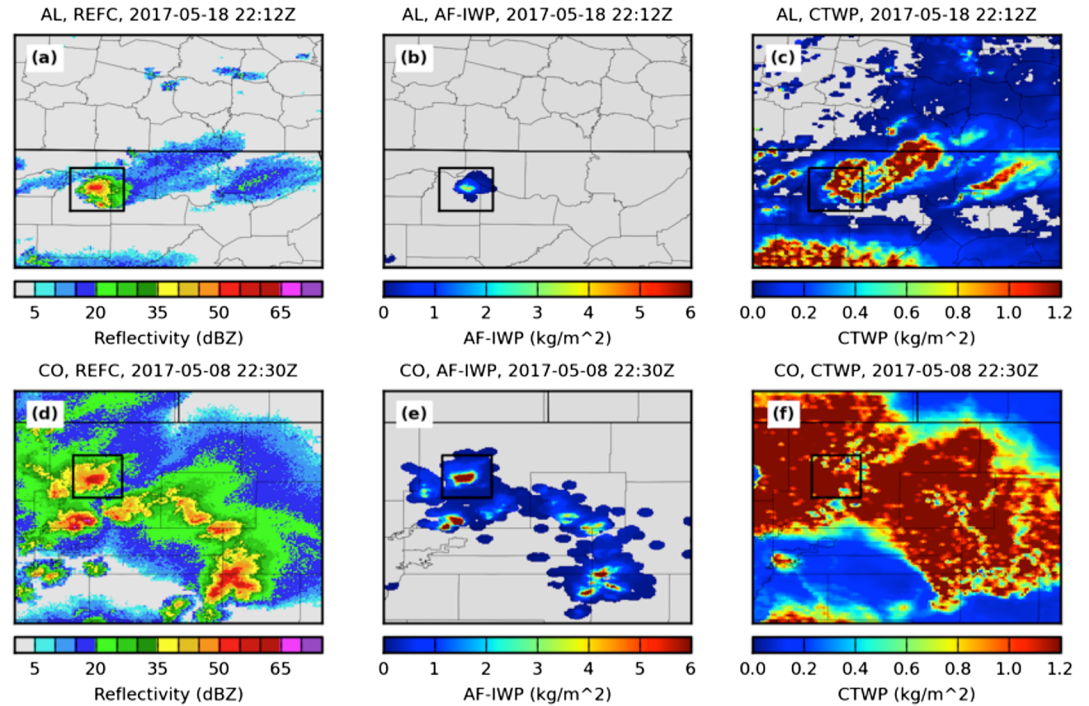 AL, REFC, 2017-05-18 22:12Z
AL, AF-IWP, 2017-05-18 22:12Z
AL, CTWP, 2017-05-18 22:12Z
(a)
(b)
(c)
5 20 35 50 65
0 1 2 3 4 5 6
0.0 0.2 0.4 0.6 0.8 1.0 1.2
Reflectivity (dBZ)
AF-IWP (kg/m^2)
CTWP (kg/m^2)
CO, REFC, 2017-05-08 22:30Z
CO, AF-IWP, 2017-05-08 22:30Z
CO, CTWP, 2017-05-08 22:30Z
(d)
(e)
(f)
5 20 35 50 65
0 1 2 3 4 5 6
0.0 0.2 0.4 0.6 0.8 1.0 1.2
Reflectivity (dBZ)
AF-IWP (kg/m^2)
CTWP (kg/m^2)